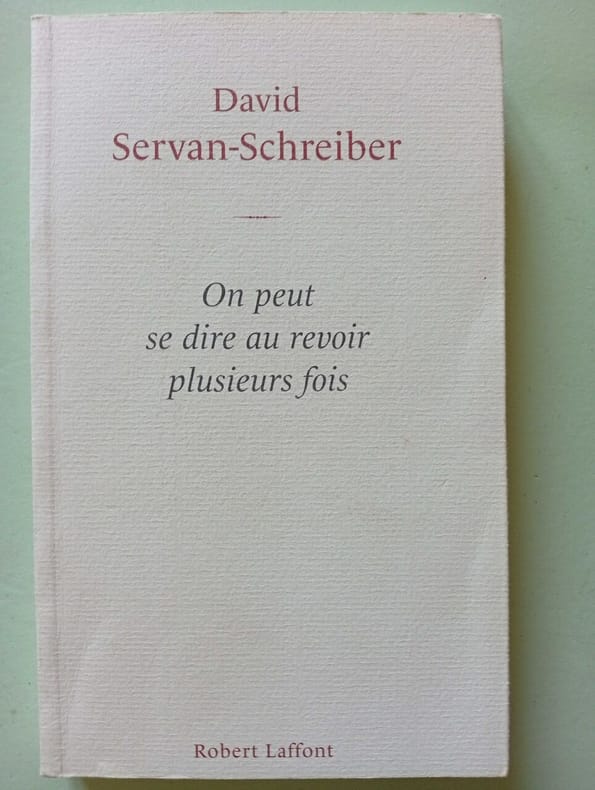 David
Servan-Schreiber
On peut
se dire au revoir
plusieurs fois
Robert Laffont